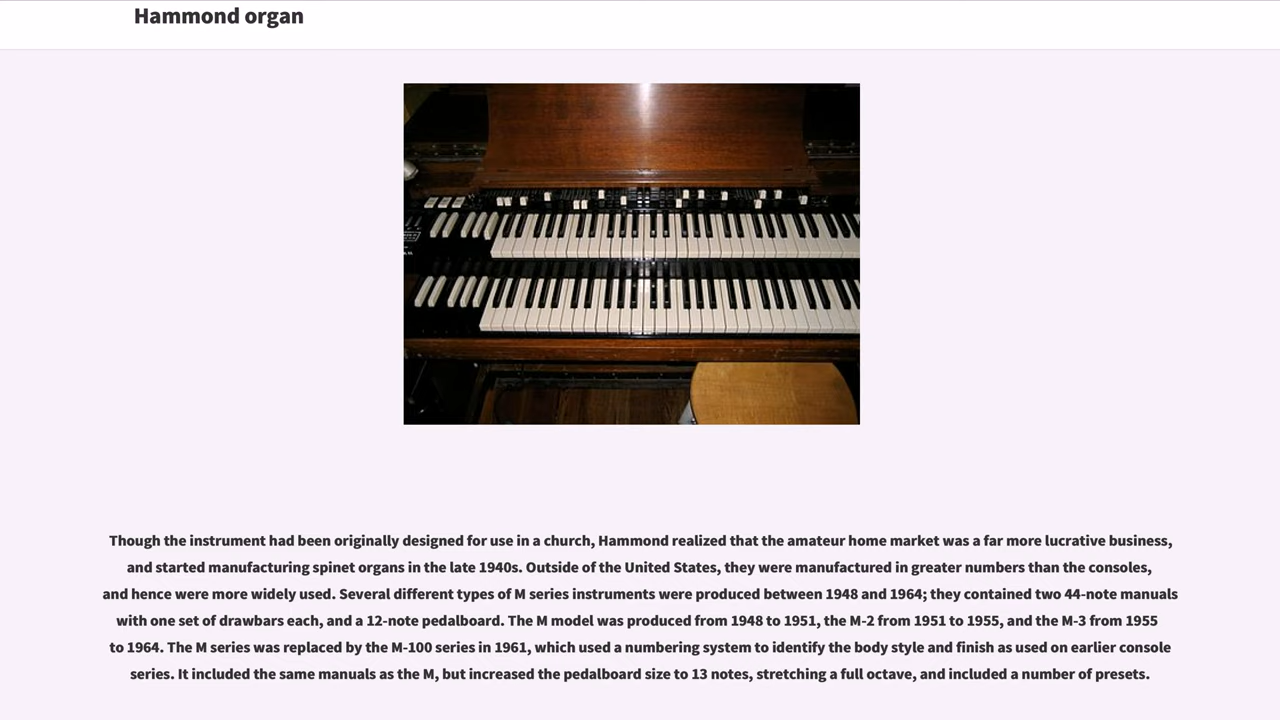 Hammond organ
Though the instrument had been originally designed for use in a church, Hammond realized that the amateur home market was a far more lucrative business,
and started manufacturing spinet organs in the late 1940s. Outside of the United States, they were manufactured in greater numbers than the consoles,
and hence were more widely used. Several different types of M series instruments were produced between 1948 and 1964; they contained two 44-note manuals
with one set of drawbars each, and a 12-note pedalboard. The M model was produced from 1948 to 1951, the M-2 from 1951 to 1955, and the M-3 from 1955
to 1964. The M series was replaced by the M-100 series in 1961, which used a numbering system to identify the body style and finish as used on earlier console
series. It included the same manuals as the M, but increased the pedalboard size to 13 notes, stretching a full octave, and included a number of presets.